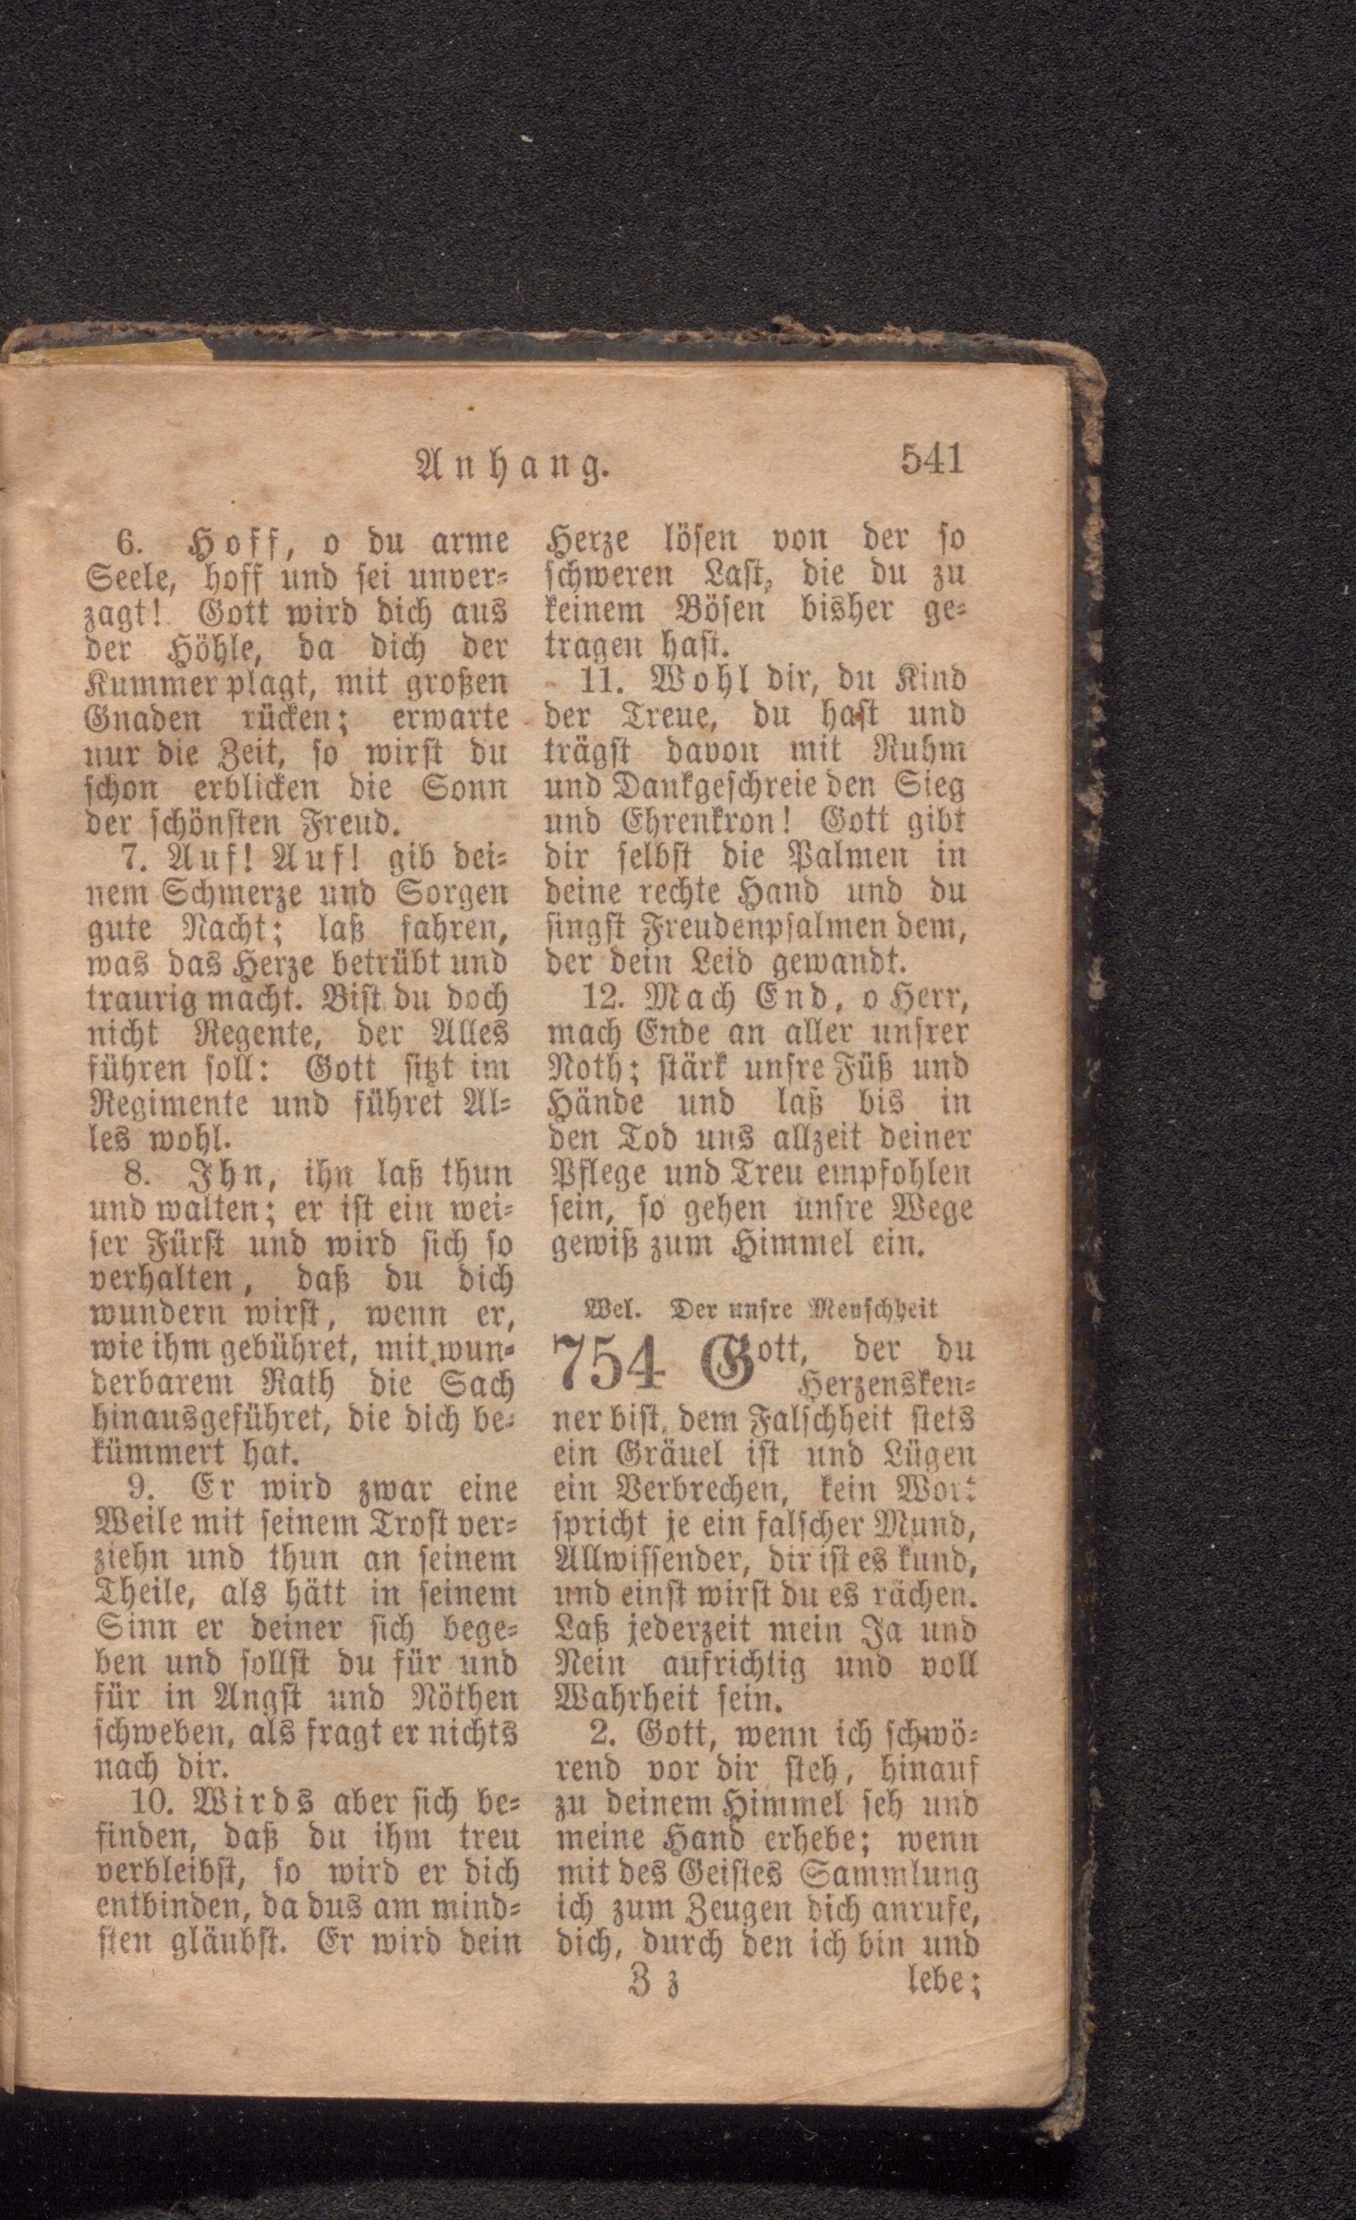 Anhang. 541
6. Hoff, o du arme
Seele, hoff und sei unver-
zagt! Gott wird dich aus
der Höhle, da dich der
Kummer plagt, mit großen
Gnaden rücken; erwarte
nur die Zeit, so wirst du
schon erblicken die Sonn
der schönsten Freud.
7. Auf! Auf! gib dei-
nem Schmerze und Sorgen
gute Nacht; laß fahren,
was das Herze betrübt und
traurig macht. Bist du doch
nicht Regente, der Alles
führen soll: Gott sitzt im
Regimente und führet Al-
les wohl.
8. Ihn, ihn laß thun
und walten; er ist ein wei-
ser Fürst und wird sich so
verhalten, daß du dich
wundern wirst, wenn er,
wie ihm gebühret, mit wun-
derbarem Rath die Sach
hinausgeführet, die dich be-
kümmert hat.
9. Er wird zwar eine
Weile mit seinem Trost ver-
ziehn und thun an seinem
Theile, als hätt in seinem
Sinn er deiner sich bege-
ben und sollst du für und
für in Angst und Nöthen
schweben, als fragt er nichts
nach dir.
10. Wirds aber sich be-
finden, daß du ihm treu
verbleibst, so wird er dich
entbinden, da dus am mind-
sten gläubst. Er wird dein
Herze lösen von der so
schweren Last, die du zu
keinem Bösen bisher ge-
tragen hast.
11. Wohl dir, du Kind
der Treue, du hast und
trägst davon mit Ruhm
und Dankgeschreie den Sieg
und Ehrenkron! Gott gibt
dir selbst die Palmen in
deine rechte Hand und du
singst Freudenpsalmen dem,
der dein Leid gewandt.
12. Mach End, o Herr,
mach Ende an aller unsrer
Noth; stärk unsre Füß und
Hände und laß bis in
den Tod uns allzeit deiner
Pflege und Treu empfohlen
sein, so gehen unsre Wege
gewiß zum Himmel ein.
Mel. Der unsre Menschheit
754 Gott, der du
Herzensken-
ner bist, dem Falschheit stets
ein Gräuel ist und Lügen
ein Verbrechen, kein Wort
spricht je ein falscher Mund,
Allwissender, dir ist es kund,
und einst wirst du es rächen.
Laß jederzeit mein Ja und
Nein aufrichtig und voll
Wahrheit sein.
2. Gott, wenn ich schwö-
rend vor dir steh, hinauf
zu deinem Himmel seh und
meine Hand erhebe; wenn
mit des Geistes Sammlung
ich zum Zeugen dich anrufe,
dich, durch den ich bin und
Z z lebe;